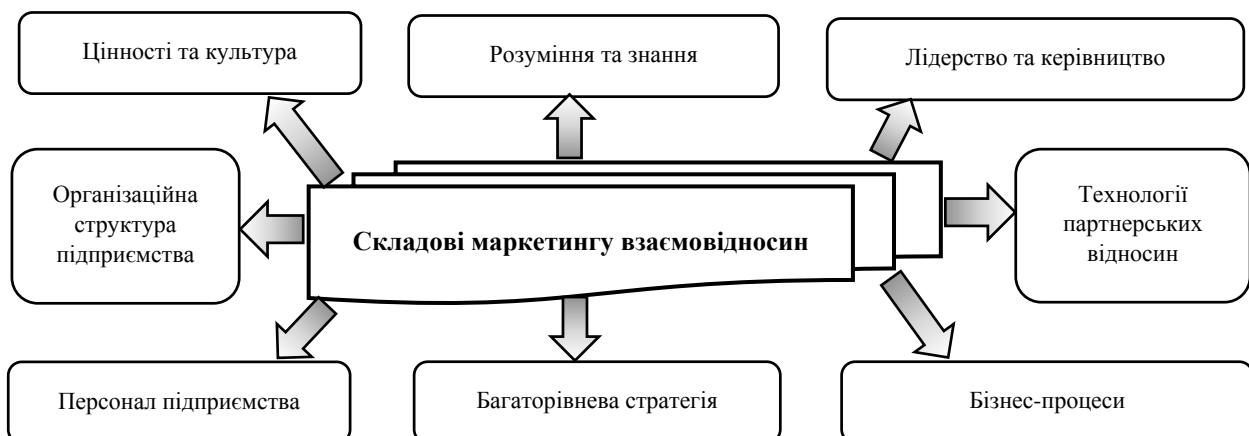 Цінності та культура
Розуміння та знання
Лідерство та керівництво
Організаційна
структура
підприємства
Складові маркетингу взаємовідносин
Технології
партнерських
відносин
Персонал підприємства
Багаторівнева стратегія
Бізнес-процеси